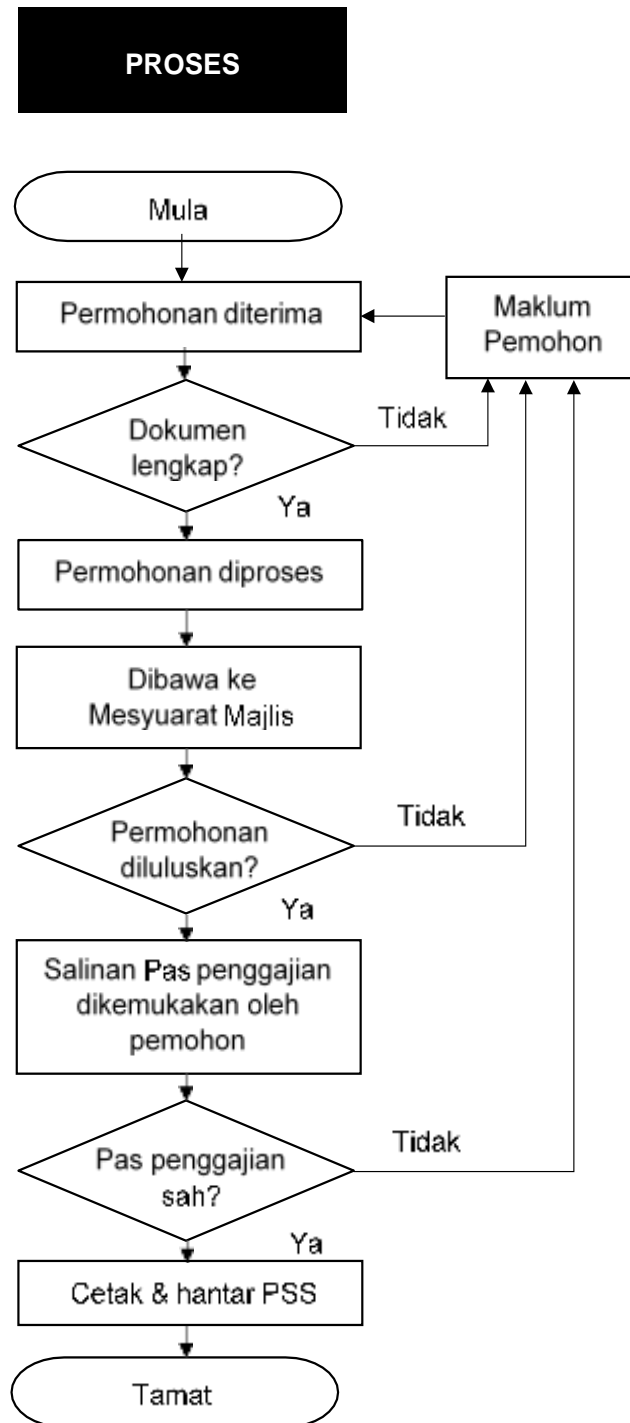 PROSES
Mula
Permohonan diterima
Maklum
Pemohon
Dokumen
lengkap?
Tidak
Ya
Permohonan diproses
Dibawa ke
Mesyuarat Majlis
Permohonan
diluluskan?
Tidak
Ya
Salinan Pas penggajian
dikemukakan oleh
pemohon
Pas penggajian
sah?
Tidak
Ya
Cetak & hantar PSS
Tamat